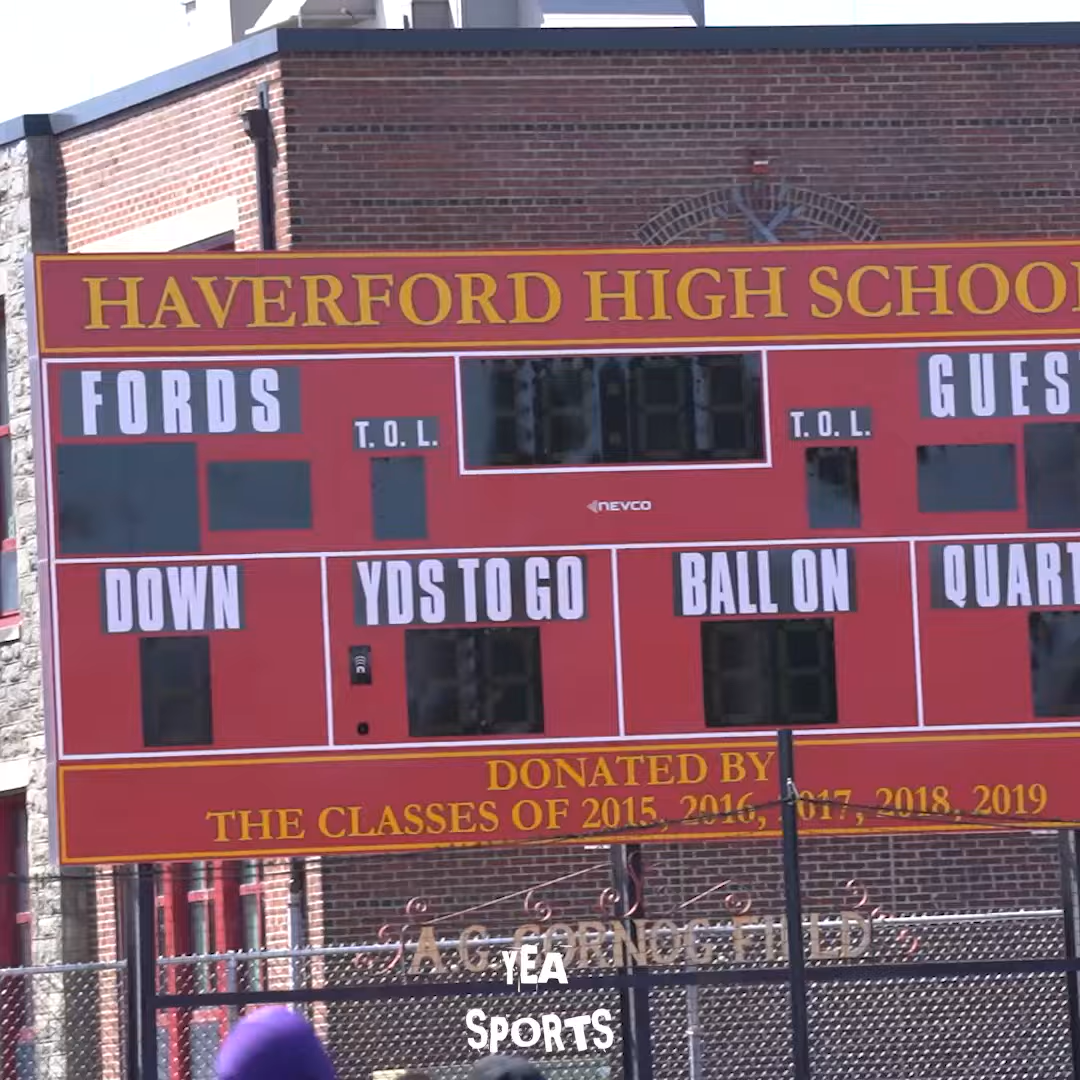 HAVERFORD HIGH SCHOOL
FORDS
T. O. L.
T. O. L.
GUES
NEVCO
DOWN
YDS TO GO
BALL ON
QUART
DONATED BY
THE CLASSES OF 2015, 2016, 2017, 2018, 2019
A.G. CORNOG FIELD
YEA
SPORTS